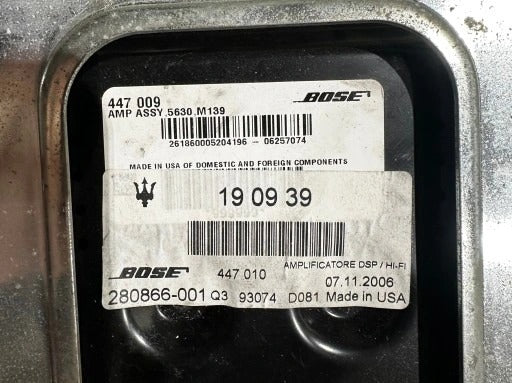 447 009 BOSE
AMP ASSY 5630 M139
261860005204196 - 06257074
MADE IN USA OF DOMESTIC AND FOREIGN COMPONENTS
19 09 39
BOSE 447 010 AMPLIFICATORE DSP / HI-FI
07.11.2006
280866-001 Q3 93074 D081 Made in USA